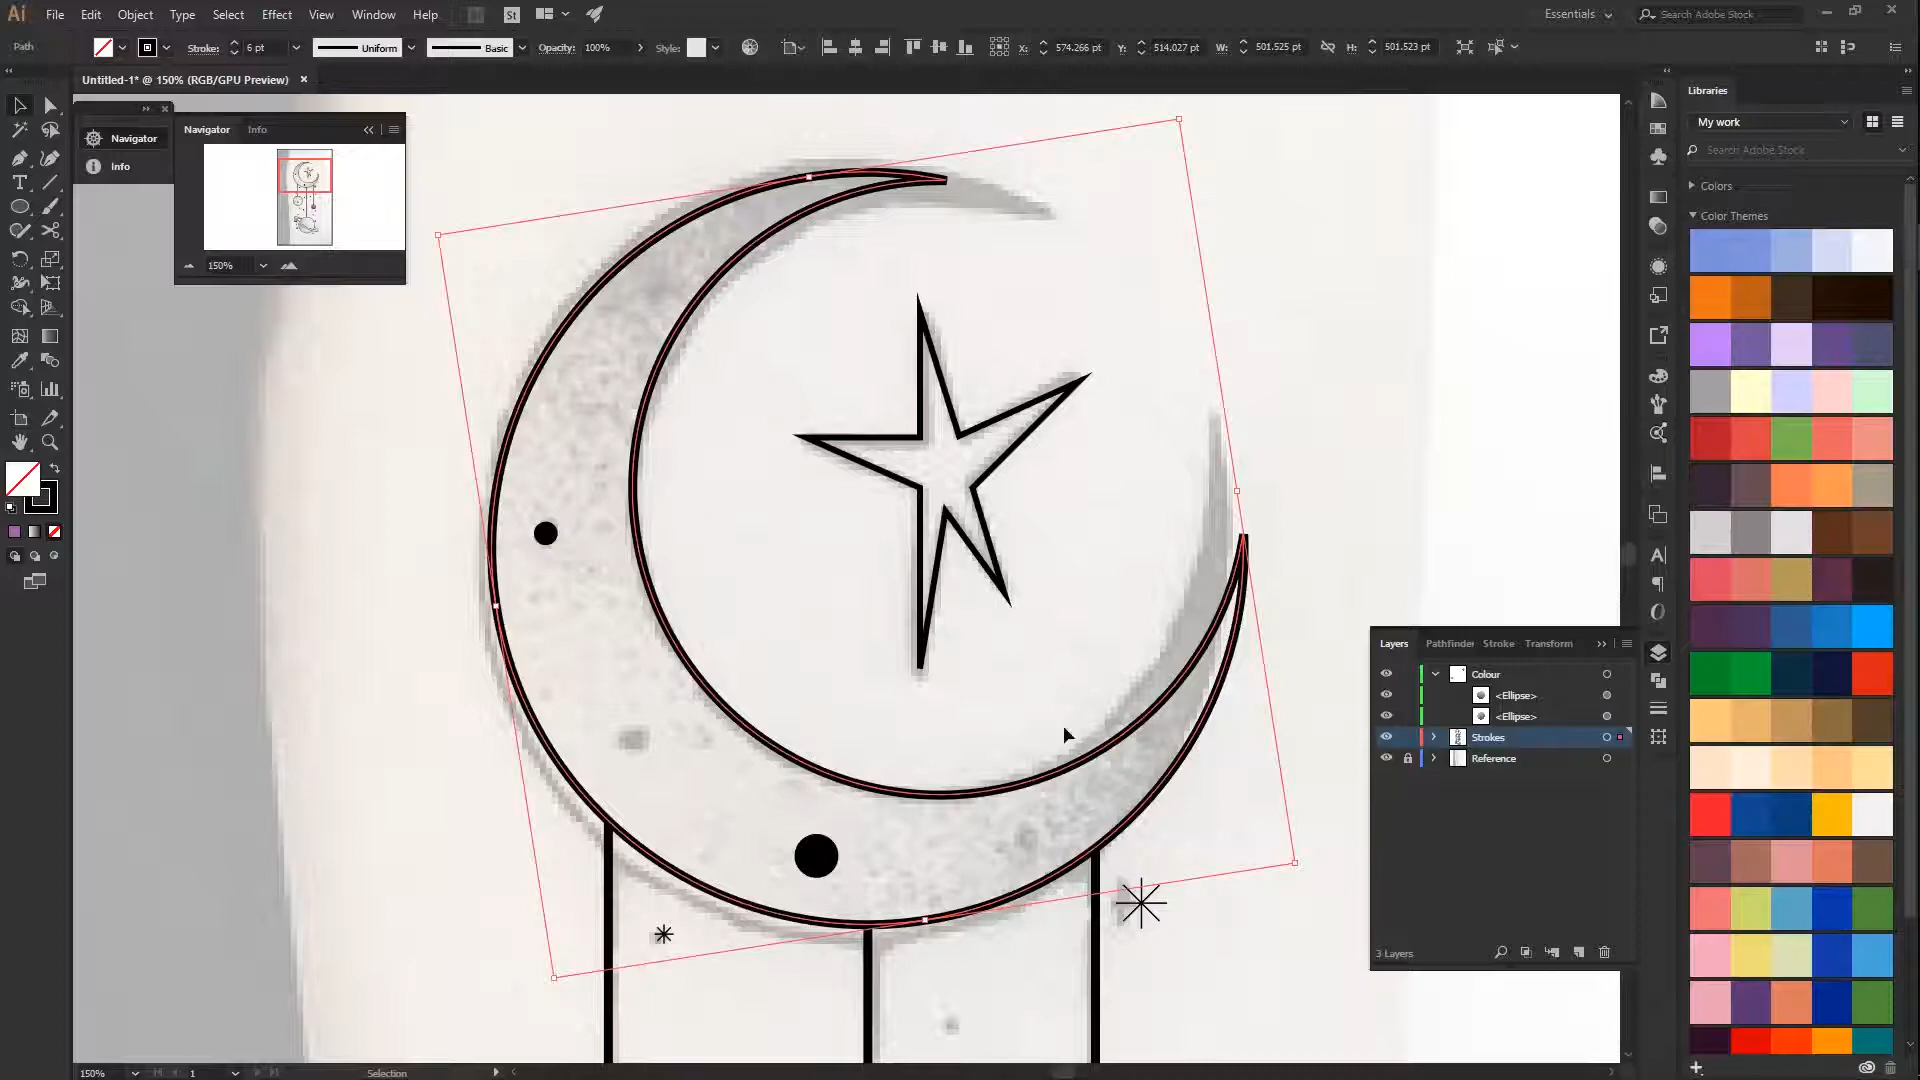 Ai File Edit Object Type Select Effect View Window Help St Essentials Search Adobe Stock
Path Stroke: 6 pt Uniform Basic Opacity: 100% Style: X: 574.266 pt Y: 514.027 pt W: 501.525 pt H: 501.523 pt
Untitled-1* @ 150% (RGB/GPU Preview)
Libraries
Navigator
Info
Navigator Info
150%
My work
Search Adobe Stock
Colors
Color Themes
Layers Pathfinder Stroke Transform
Colour
<Ellipse>
<Ellipse>
Strokes
Reference
3 Layers
150% 1 Selection